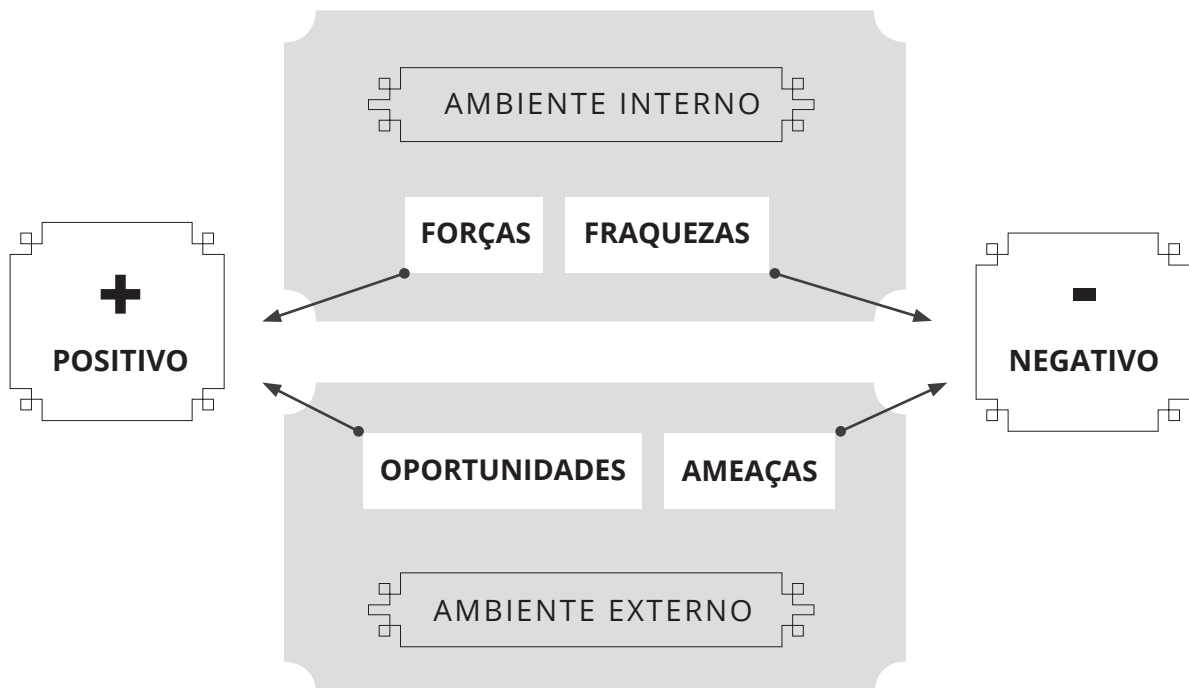 AMBIENTE INTERNO
FORÇAS FRAQUEZAS
+
POSITIVO
-
NEGATIVO
OPORTUNIDADES AMEAÇAS
AMBIENTE EXTERNO